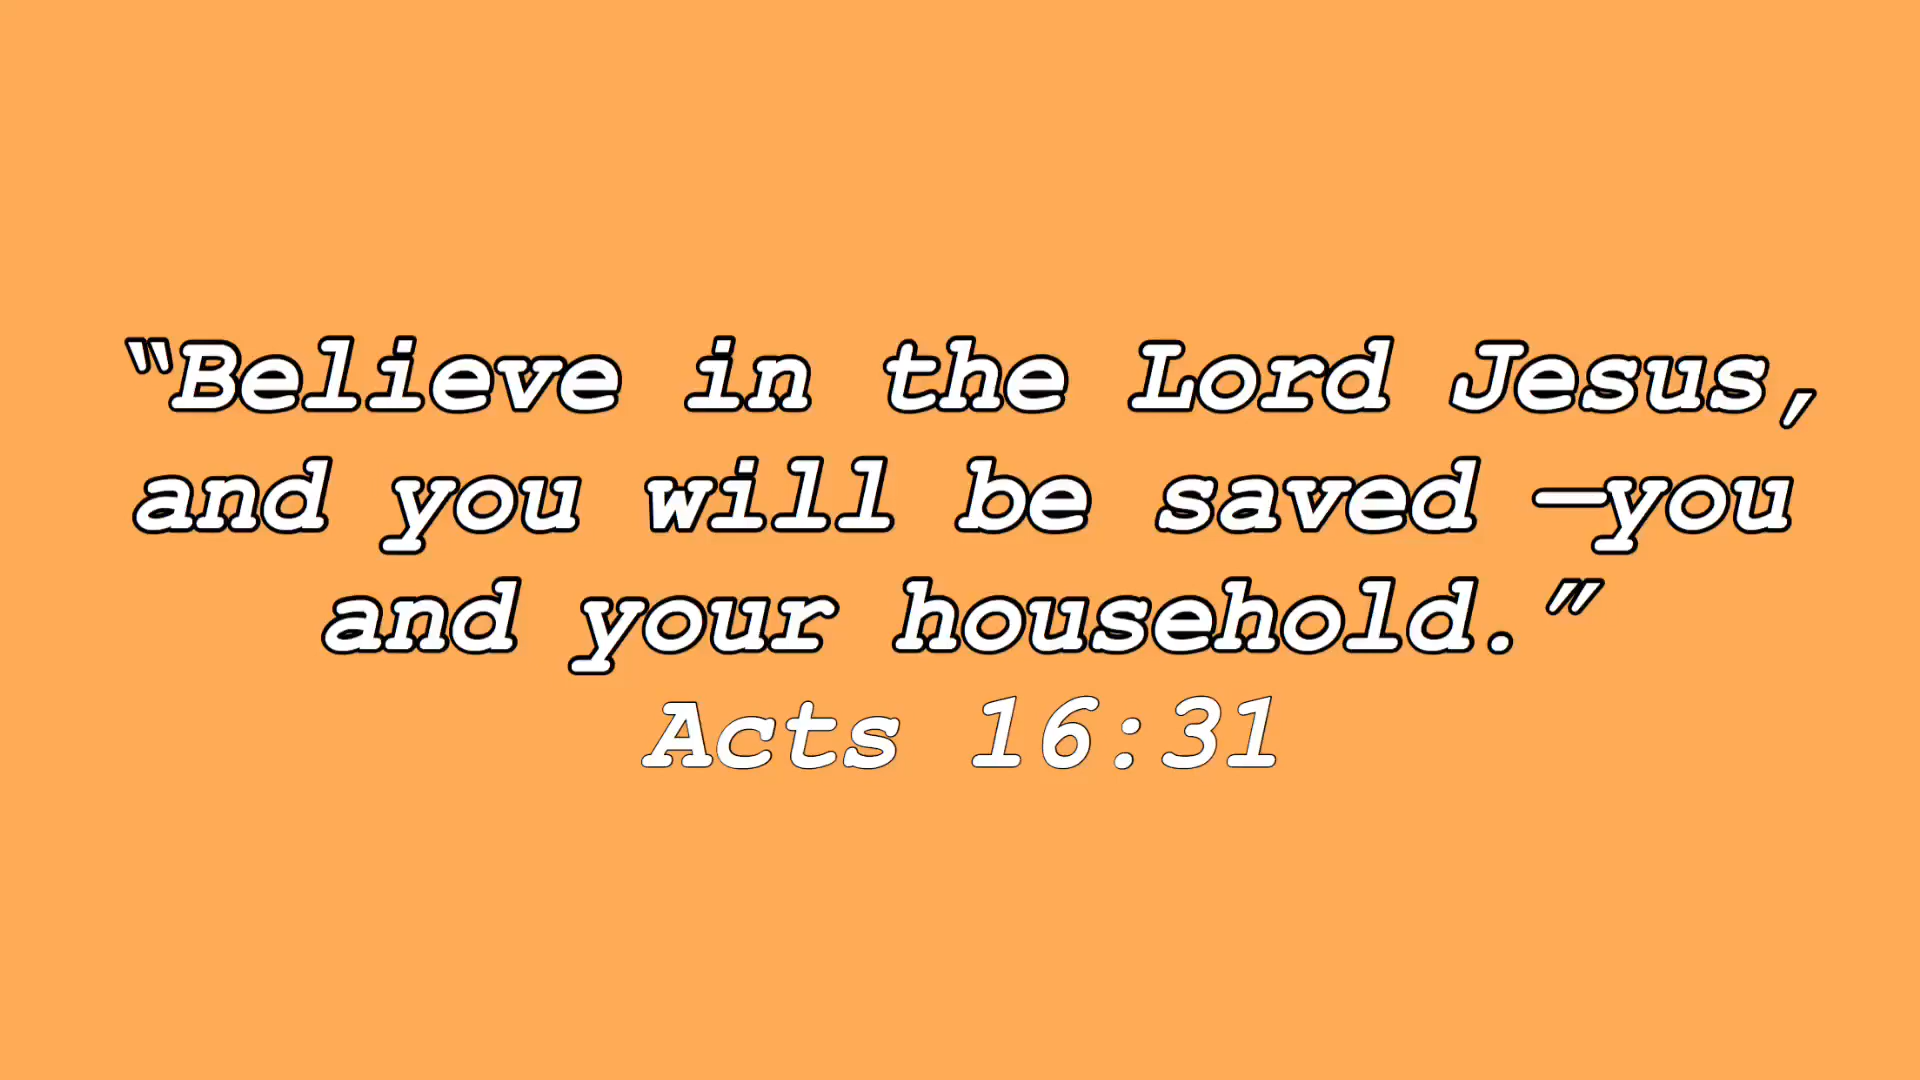 “Believe in the Lord Jesus,
and you will be saved —you
and your household.”
Acts 16:31